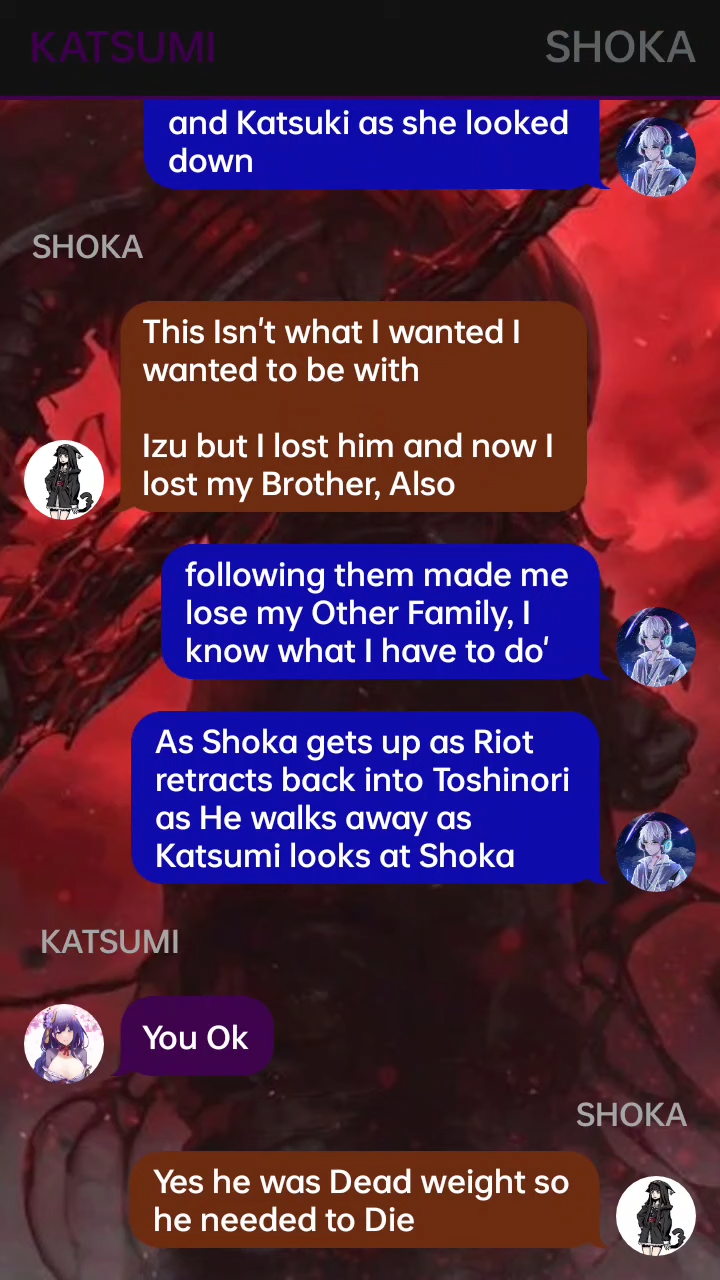 KATSUMI
SHOKA
and Katsuki as she looked
down
SHOKA
This Isn't what I wanted I
wanted to be with
Izu but I lost him and now I
lost my Brother, Also
following them made me
lose my Other Family, I
know what I have to do'
As Shoka gets up as Riot
retracts back into Toshinori
as He walks away as
Katsumi looks at Shoka
KATSUMI
You Ok
SHOKA
Yes he was Dead weight so
he needed to Die